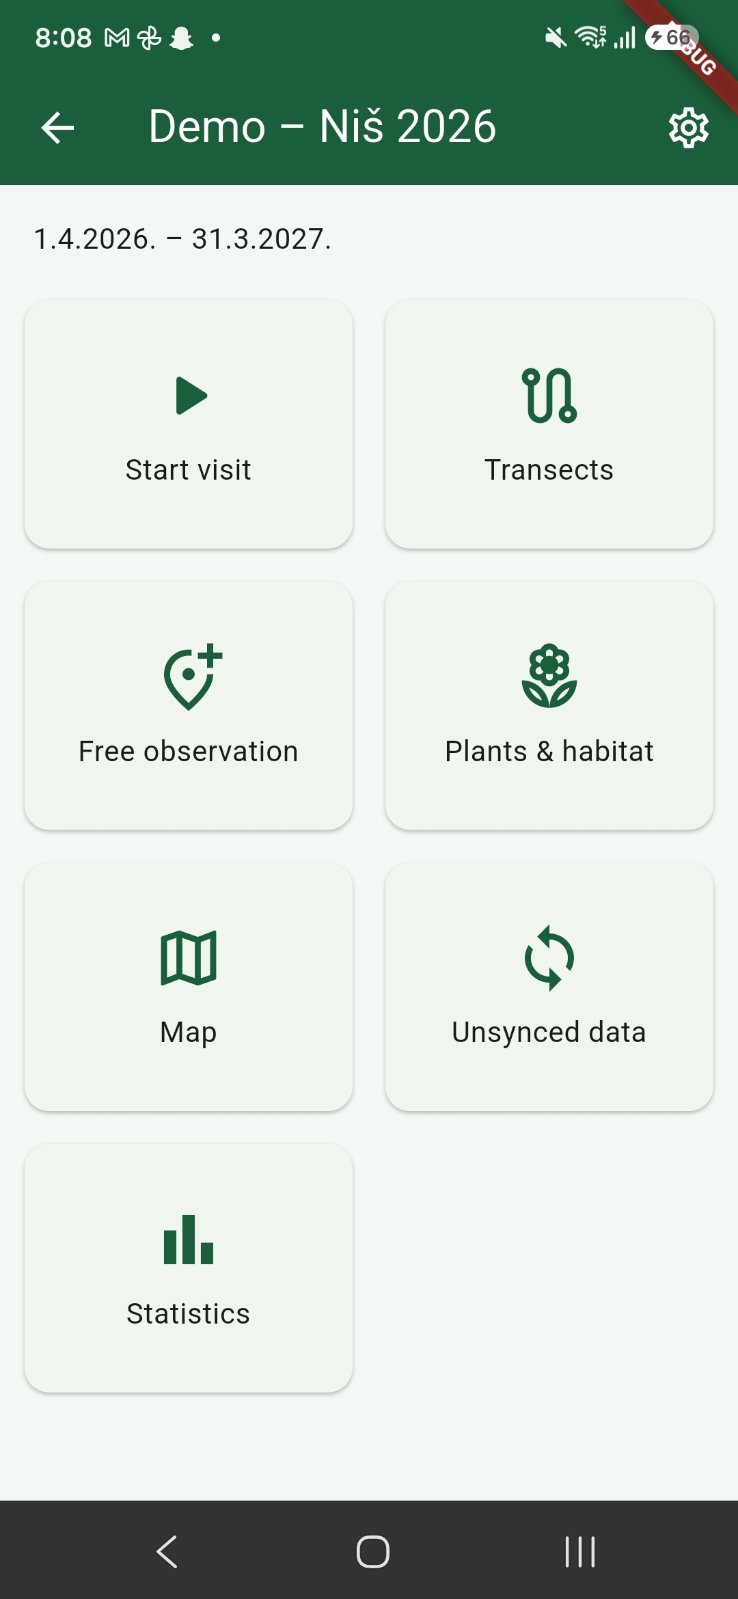 8:08
66
BUG
Demo – Niš 2026
1.4.2026. – 31.3.2027.
Start visit
Transects
Free observation
Plants & habitat
Map
Unsynced data
Statistics